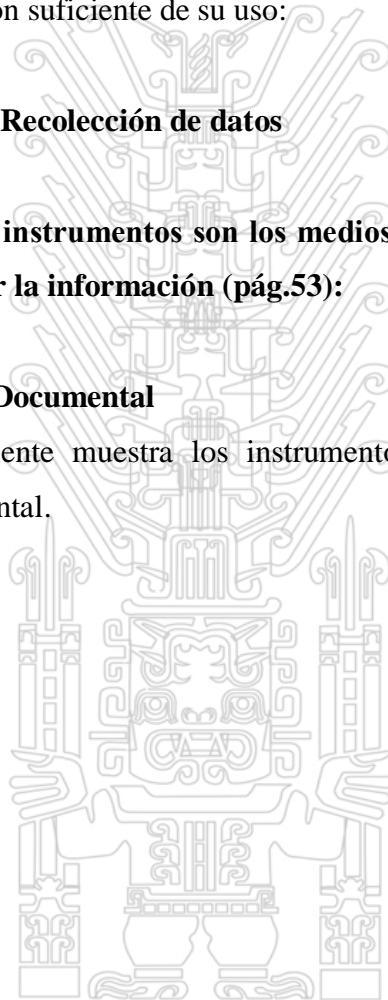 ón suficiente de su uso:
Recolección de datos
instrumentos son los medios
r la información (pág.53):
Documental
ente muestra los instrumento
ntal.